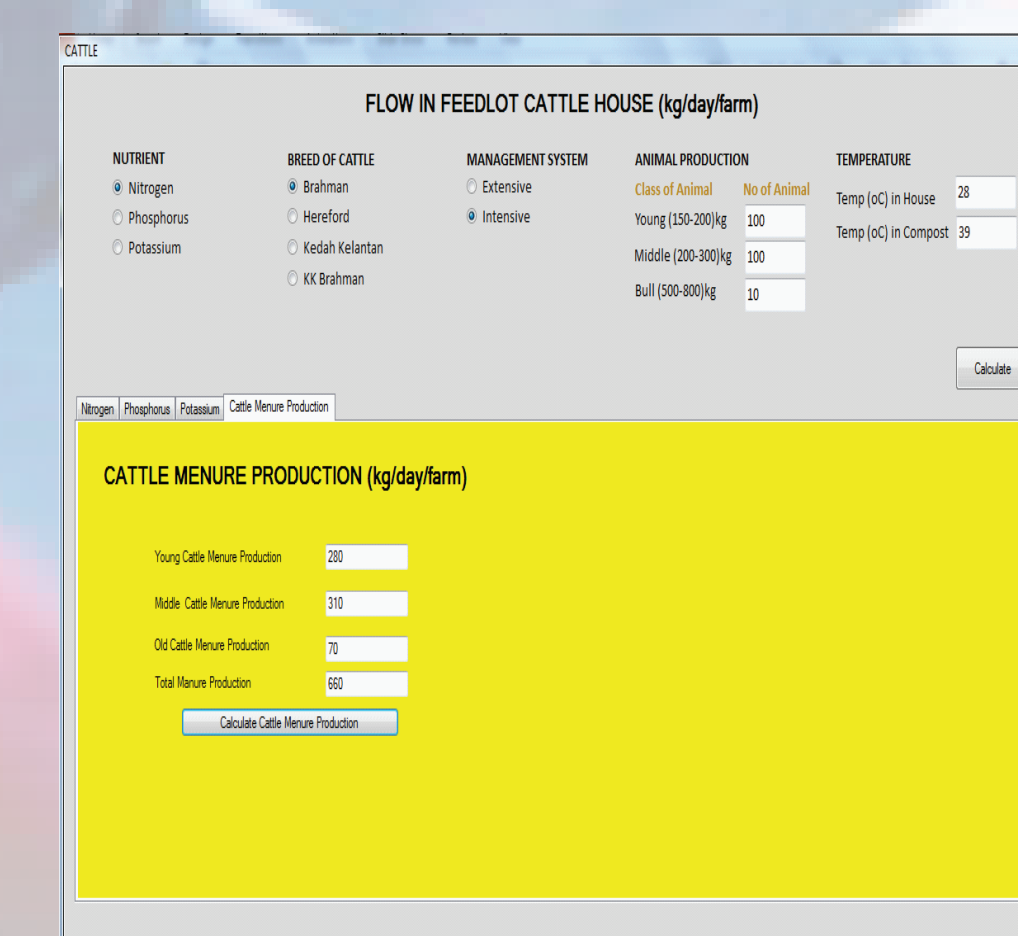 CATTLE
FLOW IN FEEDLOT CATTLE HOUSE (kg/day/farm)
NUTRIENT
Nitrogen
Phosphorus
Potassium
BREED OF CATTLE
Brahman
Hereford
Kedah Kelantan
KK Brahman
MANAGEMENT SYSTEM
Extensive
Intensive
ANIMAL PRODUCTION
Class of Animal No of Animal
Young (150-200)kg 100
Middle (200-300)kg 100
Bull (500-800)kg 10
TEMPERATURE
Temp (oC) in House 28
Temp (oC) in Compost 39
Calculate
Nitrogen Phosphorus Potassium Cattle Menure Production
CATTLE MENURE PRODUCTION (kg/day/farm)
Young Cattle Menure Production 280
Middle Cattle Menure Production 310
Old Cattle Menure Production 70
Total Manure Production 660
Calculate Cattle Menure Production